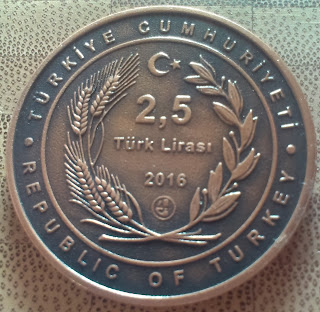 TÜRKİYE CUMHURİYETİ
2,5
Türk Lirası
2016
REPUBLIC OF TURKEY